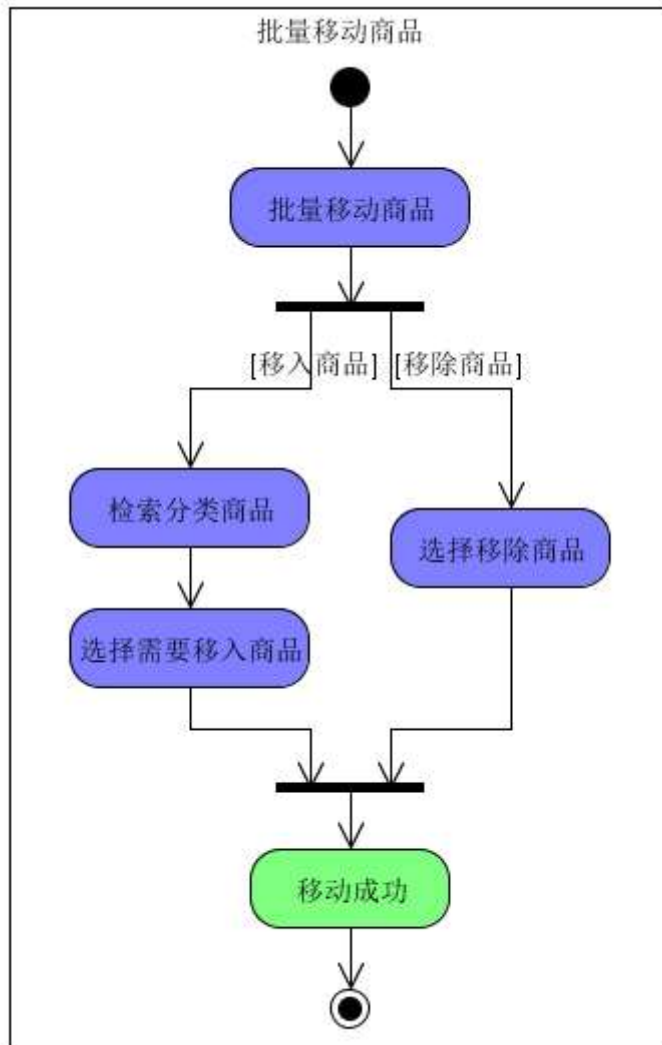 批量移动商品
批量移动商品
[移入商品] [移除商品]
检索分类商品
选择移除商品
选择需要移入商品
移动成功